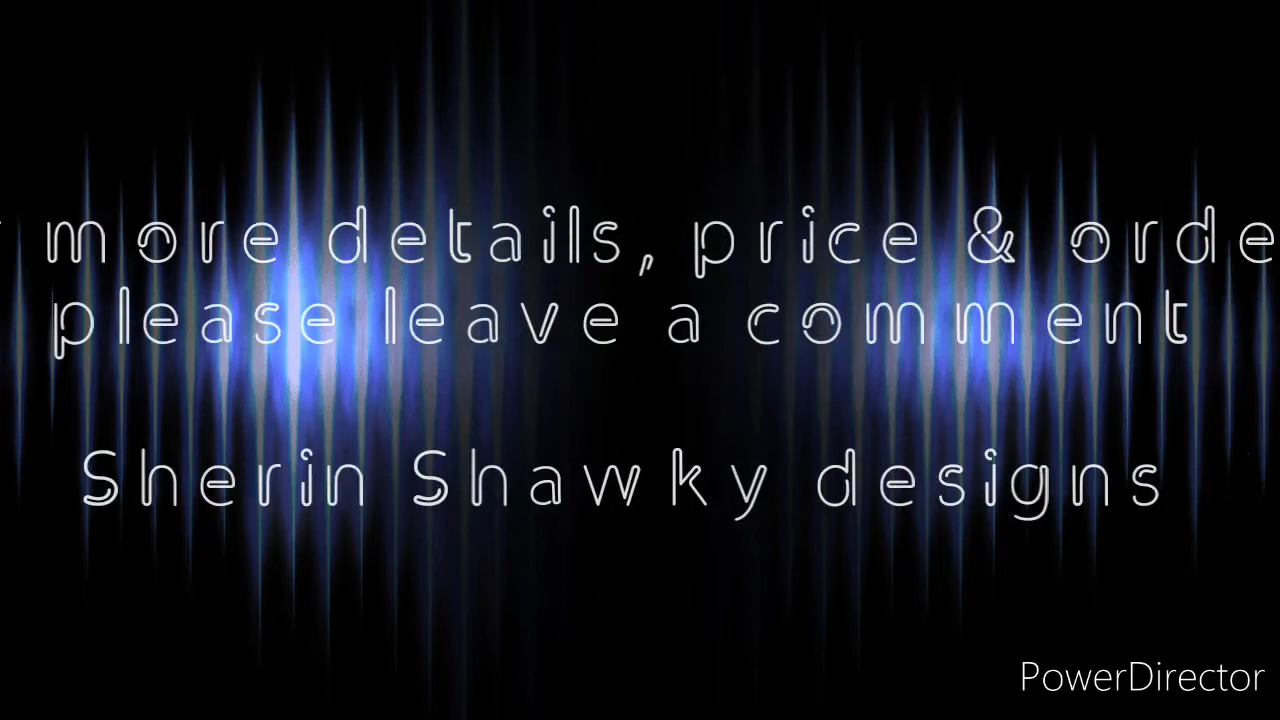 more details, price & orde
please leave a comment
Sherin Shawky designs
PowerDirector